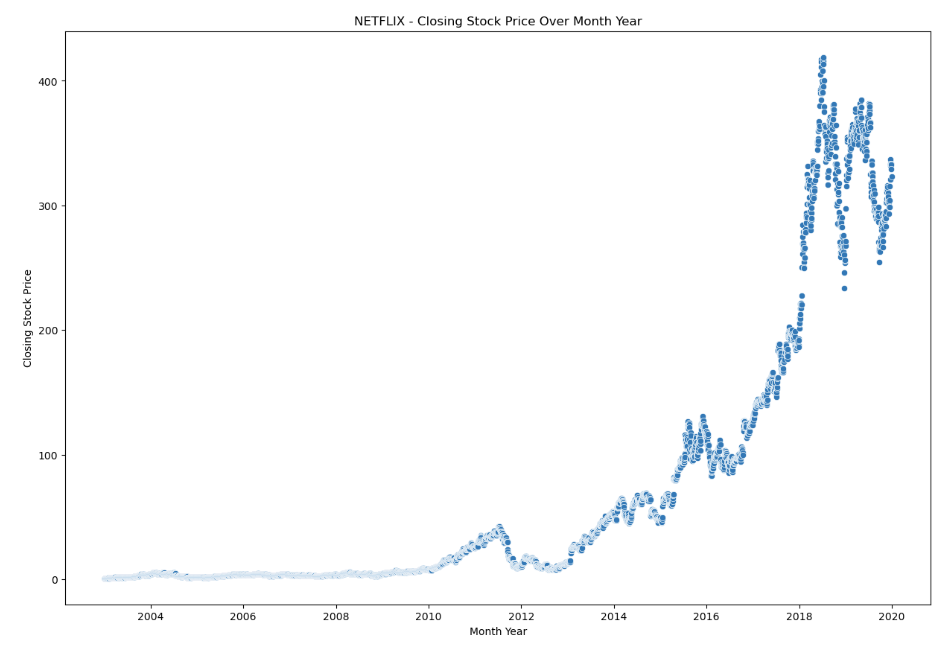 NETFLIX - Closing Stock Price Over Month Year
Closing Stock Price
400
300
200
100
0
2004 2006 2008 2010 2012 2014 2016 2018 2020
Month Year